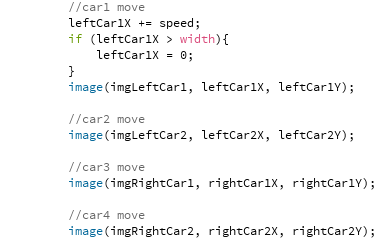 //car1 move
leftCar1X += speed;
if (leftCar1X > width){
    leftCar1X = 0;
}
image(imgLeftCar1, leftCar1X, leftCar1Y);

//car2 move
image(imgLeftCar2, leftCar2X, leftCar2Y);

//car3 move
image(imgRightCar1, rightCar1X, rightCar1Y);

//car4 move
image(imgRightCar2, rightCar2X, rightCar2Y);